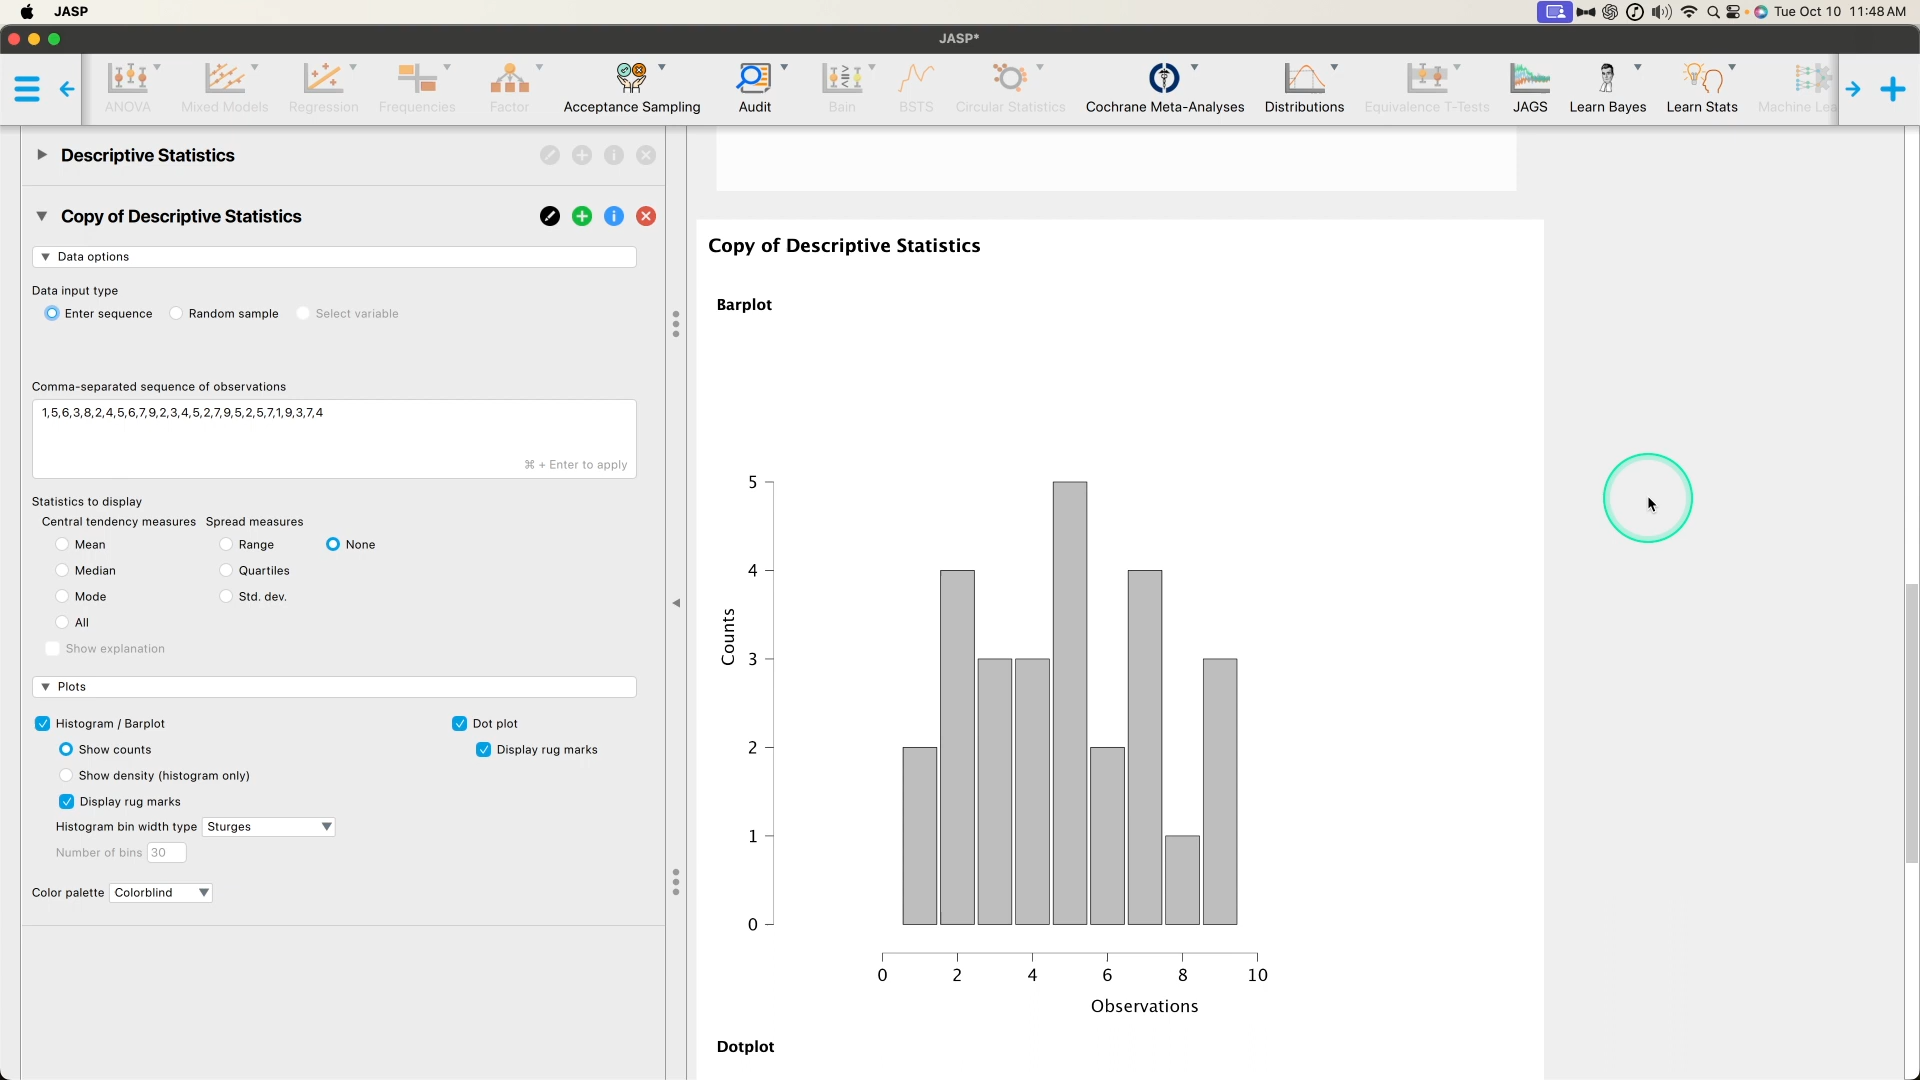 JASP
Tue Oct 10 11:48 AM
JASP*
ANOVA
Mixed Models
Regression
Frequencies
Factor
Acceptance Sampling
Audit
Bain
BSTS
Circular Statistics
Cochrane Meta-Analyses
Distributions
Equivalence T-Tests
JAGS
Learn Bayes
Learn Stats
Machine Lea
Descriptive Statistics
Copy of Descriptive Statistics
Data options
Data input type
Enter sequence Random sample Select variable
Comma-separated sequence of observations
1,5,6,3,8,2,4,5,6,7,9,2,3,4,5,2,7,9,5,2,5,7,1,9,3,7,4
⌘ + Enter to apply
Statistics to display
Central tendency measures Spread measures
Mean Range None
Median Quartiles
Mode Std. dev.
All
Show explanation
Plots
Histogram / Barplot Dot plot
Show counts Display rug marks
Show density (histogram only)
Display rug marks
Histogram bin width type Sturges
Number of bins 30
Color palette Colorblind
Copy of Descriptive Statistics
Barplot
5
4
3
2
1
0
Counts
0 2 4 6 8 10
Observations
Dotplot